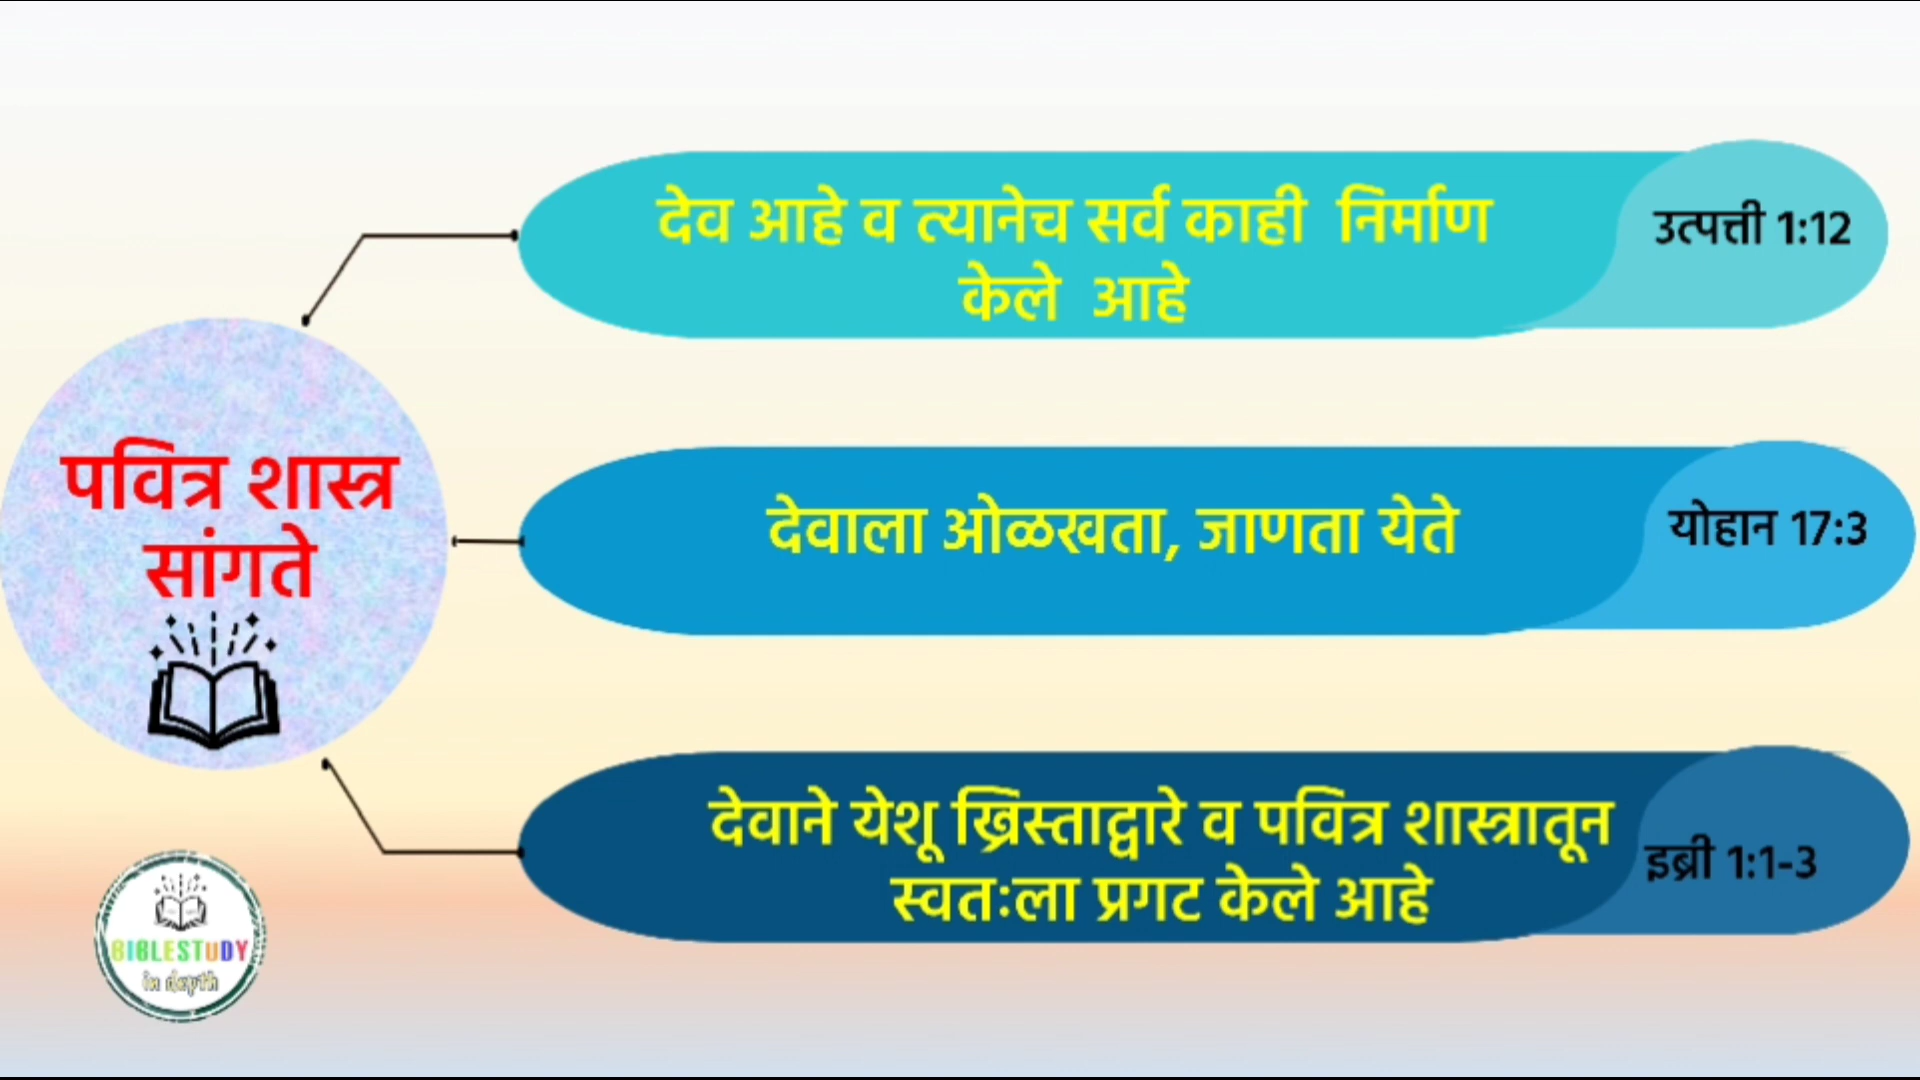 देव आहे व त्यानेच सर्व काही निर्माण
केले आहे
उत्पत्ती 1:12
पवित्र शास्त्र
सांगते
देवाला ओळखता, जाणता येते
योहान 17:3
देवाने येशू ख्रिस्ताद्वारे व पवित्र शास्त्रातून
स्वतःला प्रगट केले आहे
इब्री 1:1-3
BIBLESTUDY
in depth